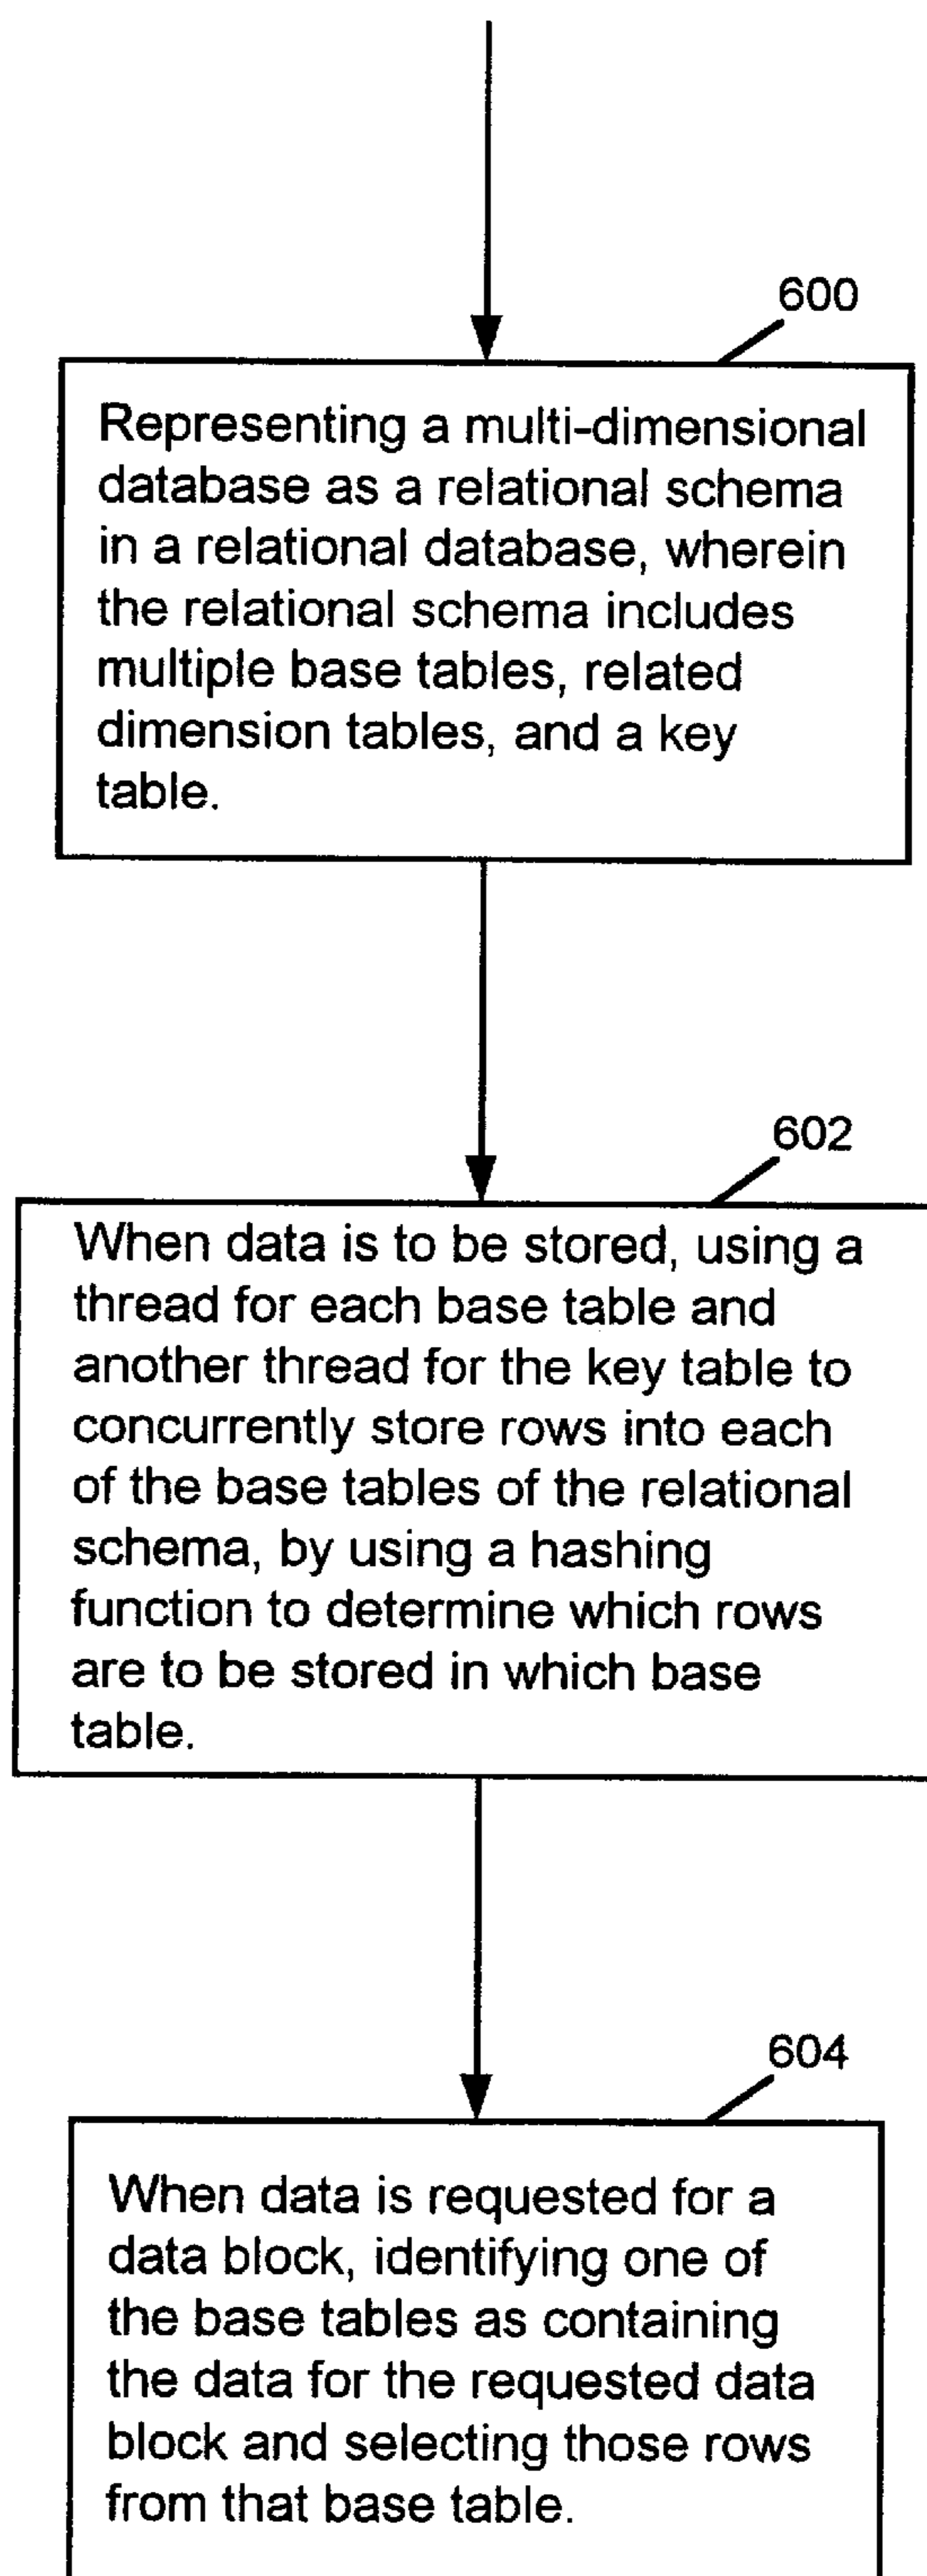 600
Representing a multi-dimensional
database as a relational schema
in a relational database, wherein
the relational schema includes
multiple base tables, related
dimension tables, and a key
table.
602
When data is to be stored, using a
thread for each base table and
another thread for the key table to
concurrently store rows into each
of the base tables of the relational
schema, by using a hashing
function to determine which rows
are to be stored in which base
table.
604
When data is requested for a
data block, identifying one of
the base tables as containing
the data for the requested data
block and selecting those rows
from that base table.